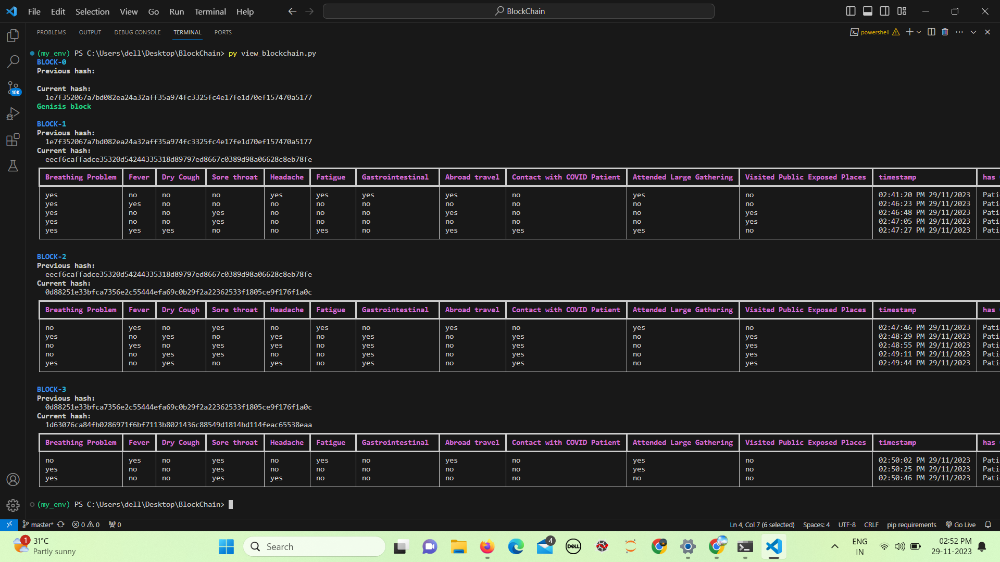 File Edit Selection View Go Run Terminal Help BlockChain
PROBLEMS OUTPUT DEBUG CONSOLE TERMINAL PORTS powershell
(my_env) PS C:\Users\dell\Desktop\BlockChain> py view_blockchain.py
BLOCK-0
Previous hash:
Current hash:
1e7f352067a7bd082ea24a32aff35a974fc3325fc4e17fe1d70ef157470a5177
Genisis block
BLOCK-1
Previous hash:
1e7f352067a7bd082ea24a32aff35a974fc3325fc4e17fe1d70ef157470a5177
Current hash:
eecf6caffadce35320d54244335318d89797ed8667c0389d98a06628c8eb78fe
Breathing Problem Fever Dry Cough Sore throat Headache Fatigue Gastrointestinal Abroad travel Contact with COVID Patient Attended Large Gathering Visited Public Exposed Places timestamp has
yes no no no yes yes yes yes no yes no 02:41:20 PM 29/11/2023 Pati
yes yes no no no no no no no no no 02:46:23 PM 29/11/2023 Pati
yes no no yes no no no yes no no yes 02:46:48 PM 29/11/2023 Pati
yes no no yes no no no no no no yes 02:47:05 PM 29/11/2023 Pati
yes yes yes no no yes no yes yes yes no 02:47:27 PM 29/11/2023 Pati
BLOCK-2
Previous hash:
eecf6caffadce35320d54244335318d89797ed8667c0389d98a06628c8eb78fe
Current hash:
0d88251e33bfca7356e2c55444efa69c0b29f2a22362533f1805ce9f176f1a0c
Breathing Problem Fever Dry Cough Sore throat Headache Fatigue Gastrointestinal Abroad travel Contact with COVID Patient Attended Large Gathering Visited Public Exposed Places timestamp has
no yes no yes no yes no yes no yes no 02:47:46 PM 29/11/2023 Pati
yes no yes no yes no yes no yes no yes 02:48:29 PM 29/11/2023 Pati
no yes no yes yes no yes no yes no yes 02:48:55 PM 29/11/2023 Pati
no no yes yes no no yes no yes no yes 02:49:11 PM 29/11/2023 Pati
yes no yes no yes no yes no yes no yes 02:49:44 PM 29/11/2023 Pati
BLOCK-3
Previous hash:
0d88251e33bfca7356e2c55444efa69c0b29f2a22362533f1805ce9f176f1a0c
Current hash:
1d63076ca84fb0286971f6bf7113b8021436c88549d1814bd114feac65538eaa
Breathing Problem Fever Dry Cough Sore throat Headache Fatigue Gastrointestinal Abroad travel Contact with COVID Patient Attended Large Gathering Visited Public Exposed Places timestamp has
no yes no yes no yes no yes no yes no 02:50:02 PM 29/11/2023 Pati
yes no no yes no no no no no yes no 02:50:25 PM 29/11/2023 Pati
yes no no yes yes no no no no no no 02:50:46 PM 29/11/2023 Pati
(my_env) PS C:\Users\dell\Desktop\BlockChain>
10K
master* 0 0 0 Ln 4, Col 7 (6 selected) Spaces: 4 UTF-8 CRLF pip requirements Go Live
1 31°C
Partly sunny
Search
4
DELL
ENG
IN
02:52 PM
29-11-2023